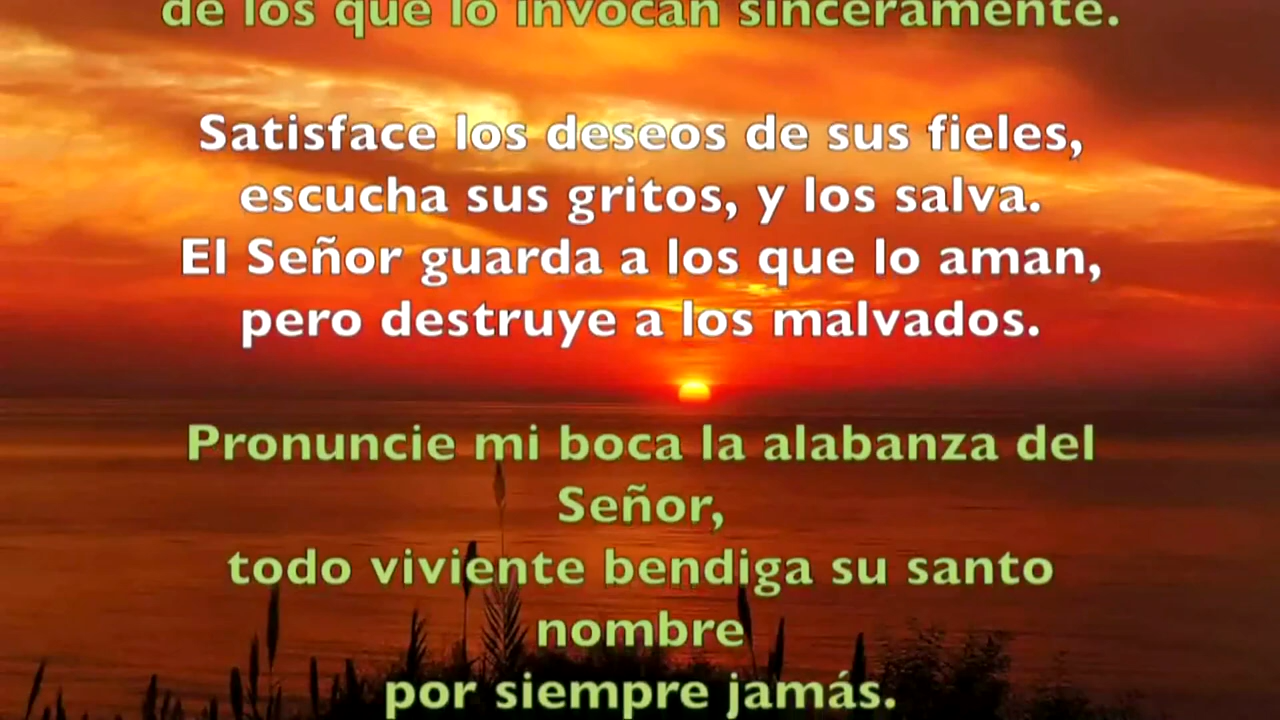 de los que lo invocan sinceramente.
Satisface los deseos de sus fieles,
escucha sus gritos, y los salva.
El Señor guarda a los que lo aman,
pero destruye a los malvados.
Pronuncie mi boca la alabanza del
Señor,
todo viviente bendiga su santo
nombre
por siempre jamás.